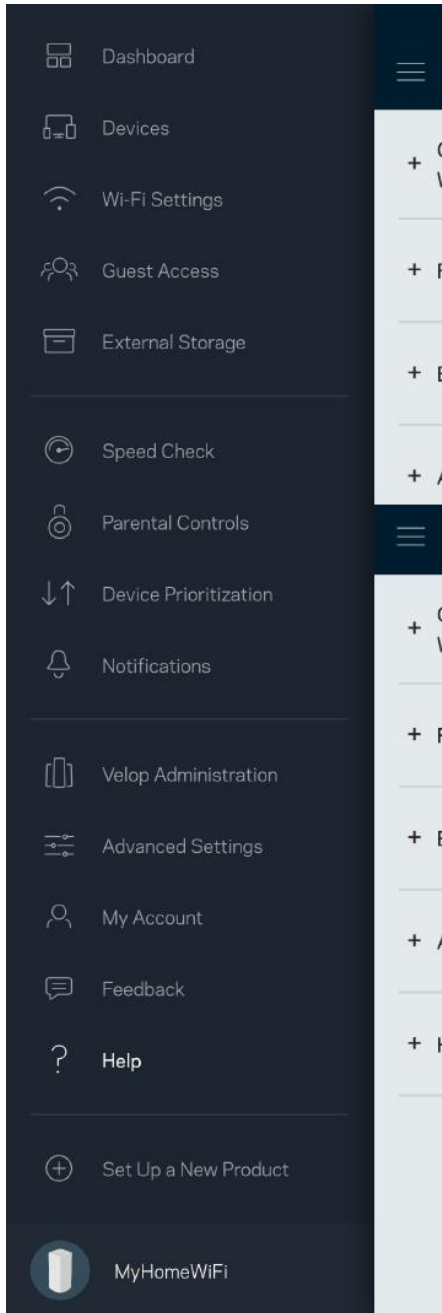 Dashboard
Devices
Wi-Fi Settings
Guest Access
External Storage
Speed Check
Parental Controls
Device Prioritization
Notifications
Velop Administration
Advanced Settings
My Account
Feedback
Help
Set Up a New Product
MyHomeWiFi